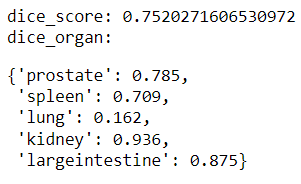 dice_score: 0.7520271606530972
dice_organ:
{'prostate': 0.785,
 'spleen': 0.709,
 'lung': 0.162,
 'kidney': 0.936,
 'largeintestine': 0.875}